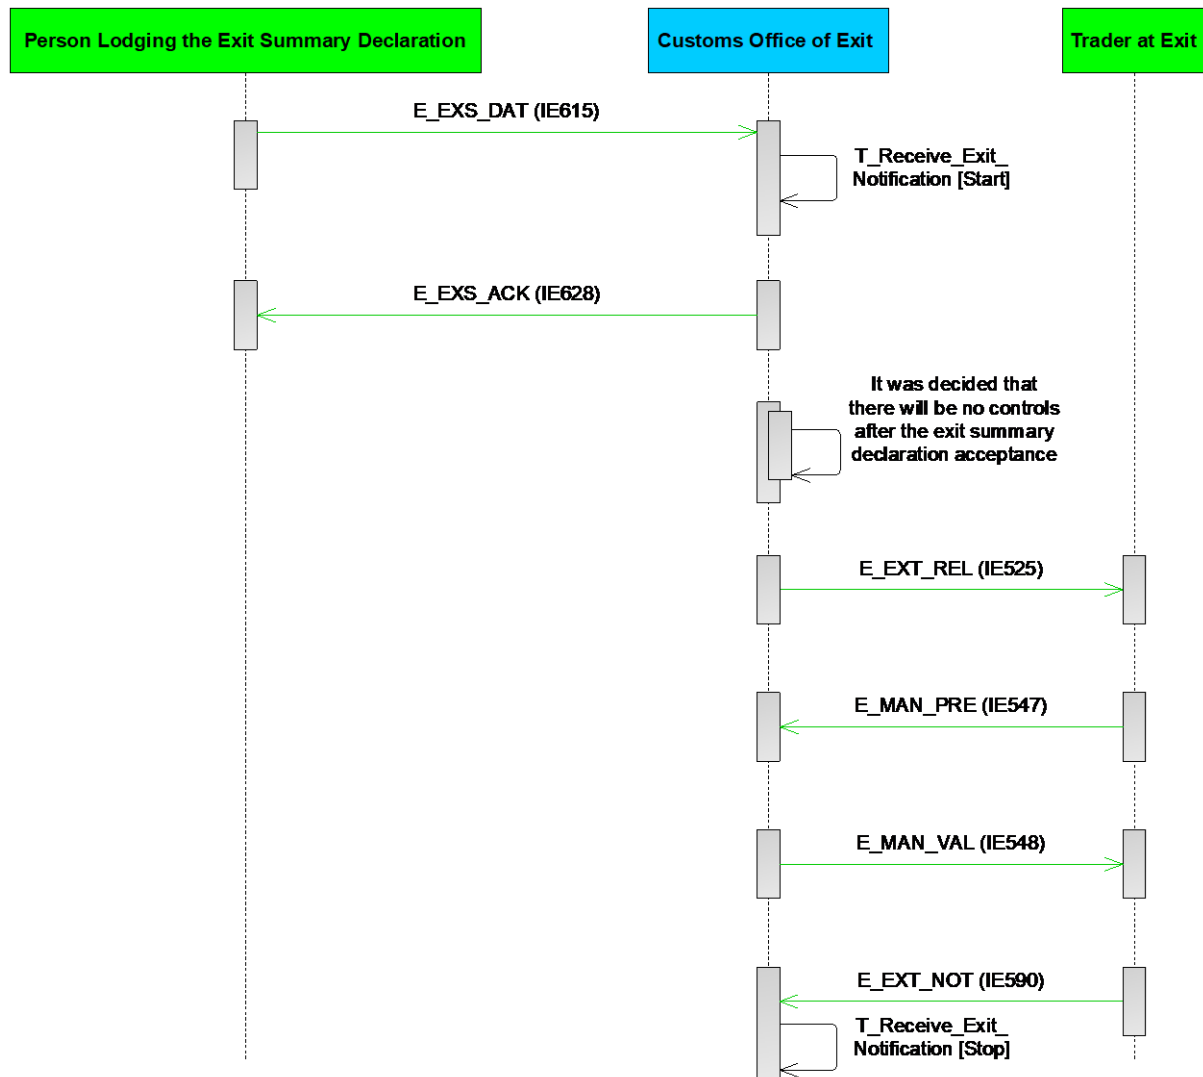 Person Lodging the Exit Summary Declaration
Customs Office of Exit
Trader at Exit
E_EXS_DAT (IE615)
T_Receive_Exit_
Notification [Start]
E_EXS_ACK (IE628)
It was decided that
there will be no controls
after the exit summary
declaration acceptance
E_EXT_REL (IE525)
E_MAN_PRE (IE547)
E_MAN_VAL (IE548)
E_EXT_NOT (IE590)
T_Receive_Exit_
Notification [Stop]